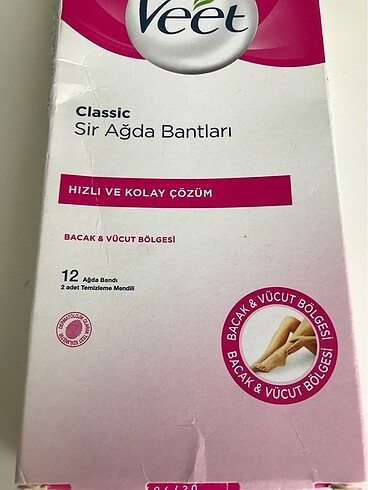 Veet
Classic
Sir Ağda Bantları
HIZLI VE KOLAY ÇÖZÜM
BACAK & VÜCUT BÖLGESİ
12 Ağda Bandı
2 adet Temizleme Mendili
BACAK & VÜCUT BÖLGESİ
BACAK & VÜCUT BÖLGESİ